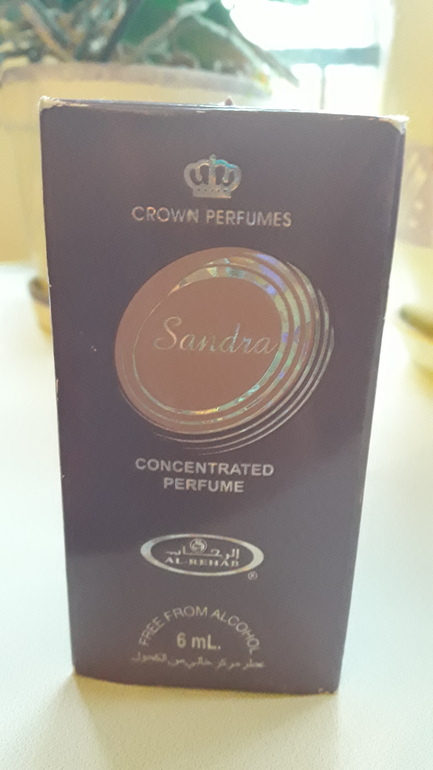 CROWN PERFUMES
Sandra
CONCENTRATED
PERFUME
الرحاب
AL-REHAB
®
FREE FROM ALCOHOL
6 mL.
عطر مركز خالي من الكحول